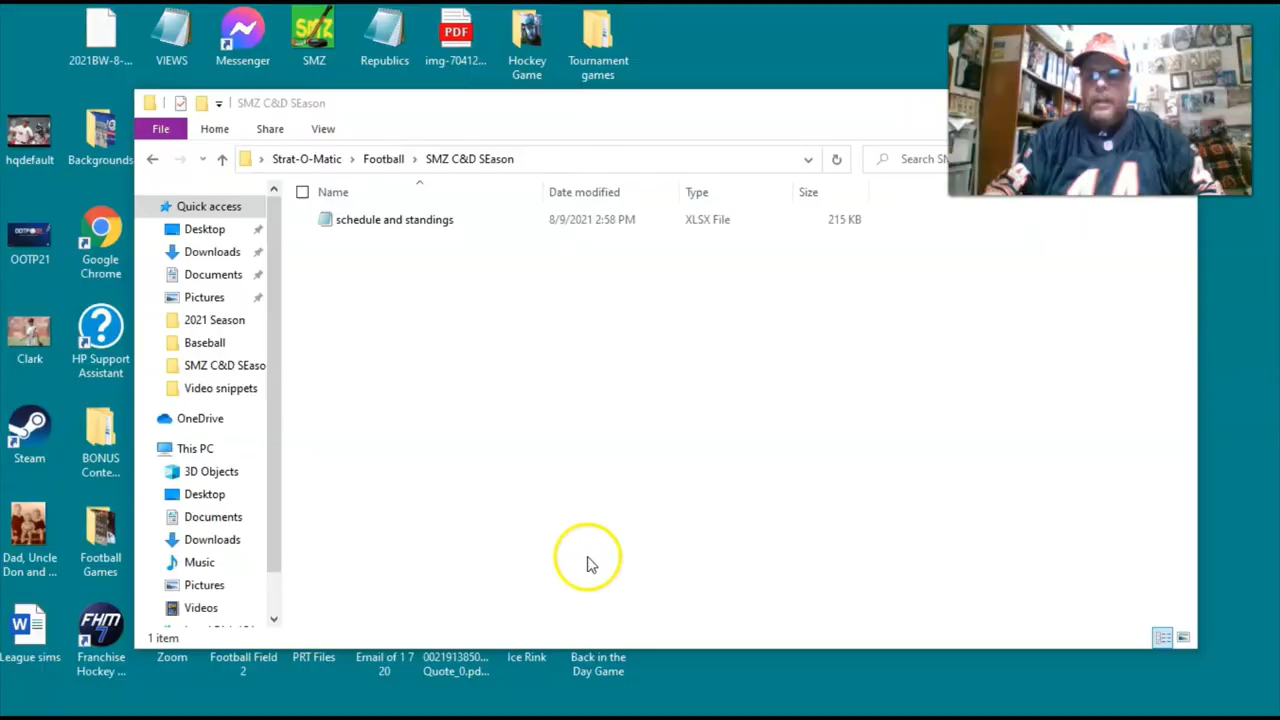 2021BW-8-...
VIEWS
Messenger
SMZ
SMZ
Republics
PDF
img-70412...
Hockey
Game
Tournament
games
SMZ C&D SEason
File
Home
Share
View
Strat-O-Matic
Football
SMZ C&D SEason
Search
Name
Date modified
Type
Size
schedule and standings
8/9/2021 2:58 PM
XLSX File
215 KB
Quick access
Desktop
Downloads
Documents
Pictures
2021 Season
Baseball
SMZ C&D SEaso
Video snippets
OneDrive
This PC
3D Objects
Desktop
Documents
Downloads
Music
Pictures
Videos
1 item
hqdefault
Backgrounds
OOTP21
Google
Chrome
Clark
HP Support
Assistant
Steam
BONUS
Conte...
Dad, Uncle
Don and ...
Football
Games
W
League sims
FHM
7
Franchise
Hockey ...
Zoom
Football Field
2
PRT Files
Email of 1 7
20
0021913850...
Quote_0.pd...
Ice Rink
Back in the
Day Game
44